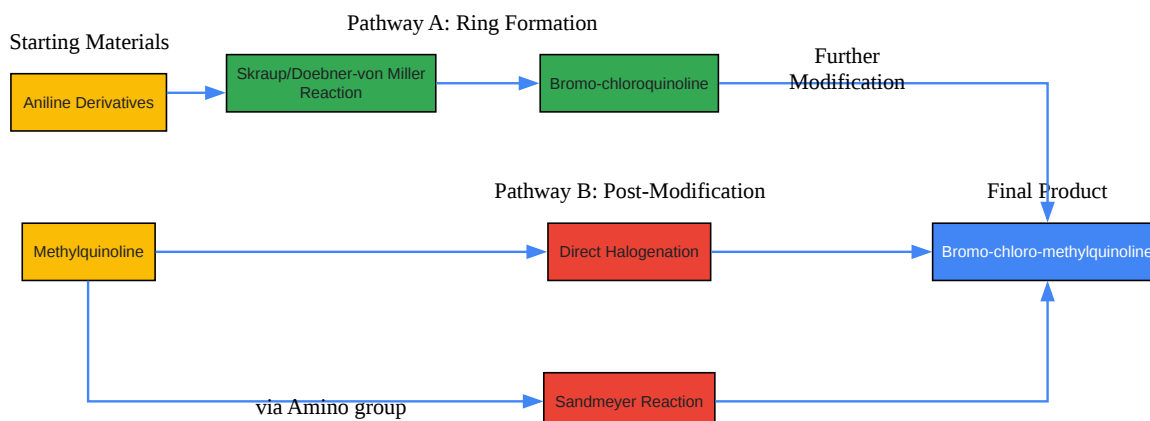 Pathway A: Ring Formation
Starting Materials
Skraup/Doebner-von Miller
Reaction
Bromo-chloroquinoline
Further
Modification
Aniline Derivatives
Pathway B: Post-Modification
Final Product
Methylquinoline
Direct Halogenation
Bromo-chloro-methylquinoline
via Amino group
Sandmeyer Reaction